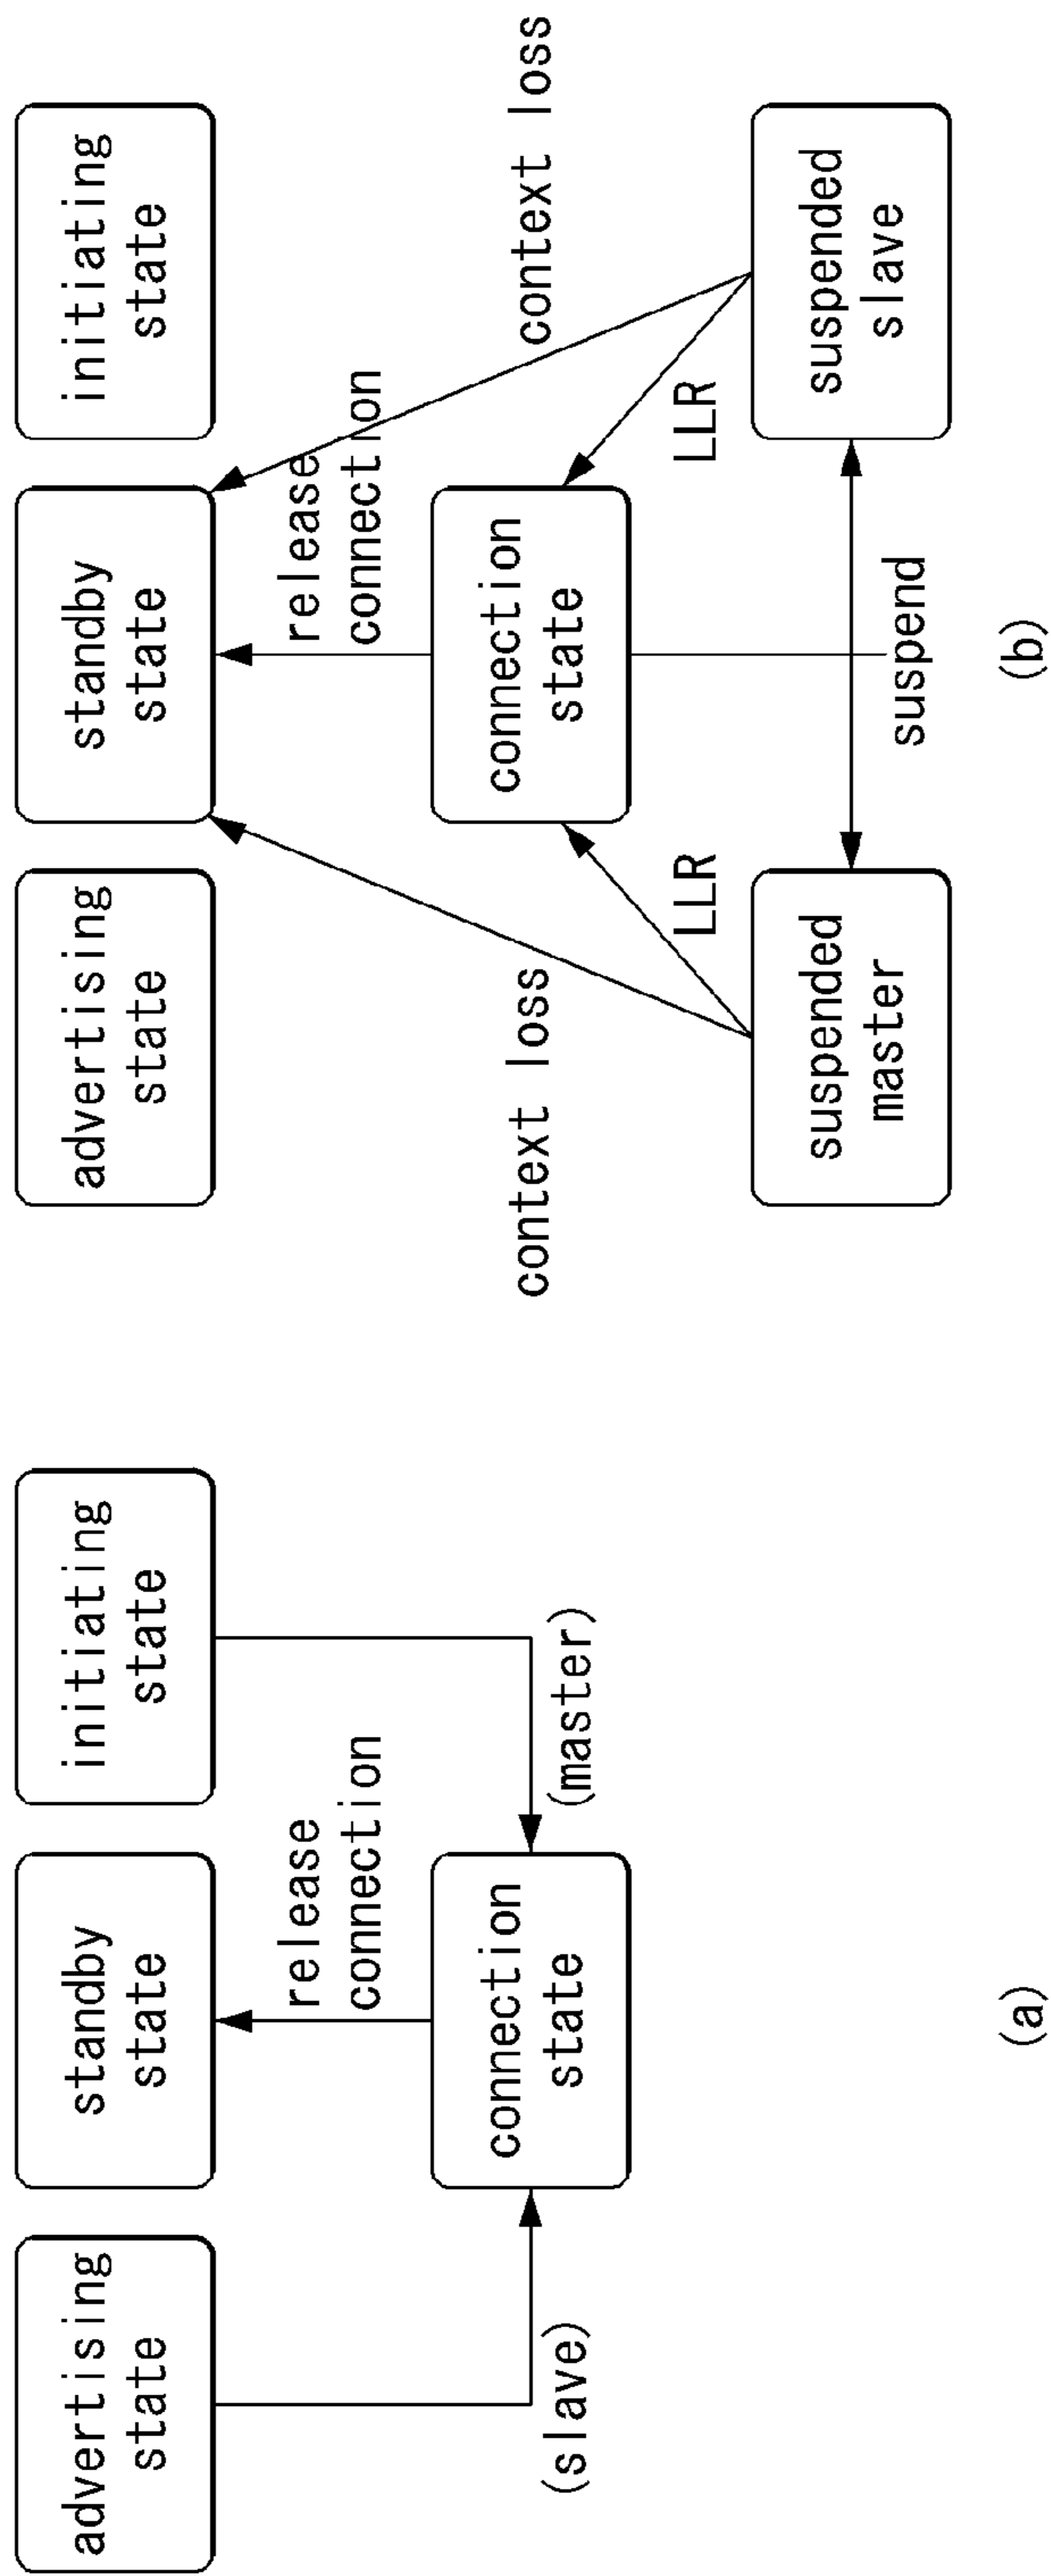 advertising
state
standby
state
initiating
state
release
connection
connection
state
(slave)
(master)
(a)
advertising
state
standby
state
initiating
state
release
connection
context loss
context loss
connection
state
LLR
LLR
suspended
master
suspended
slave
suspend
(b)